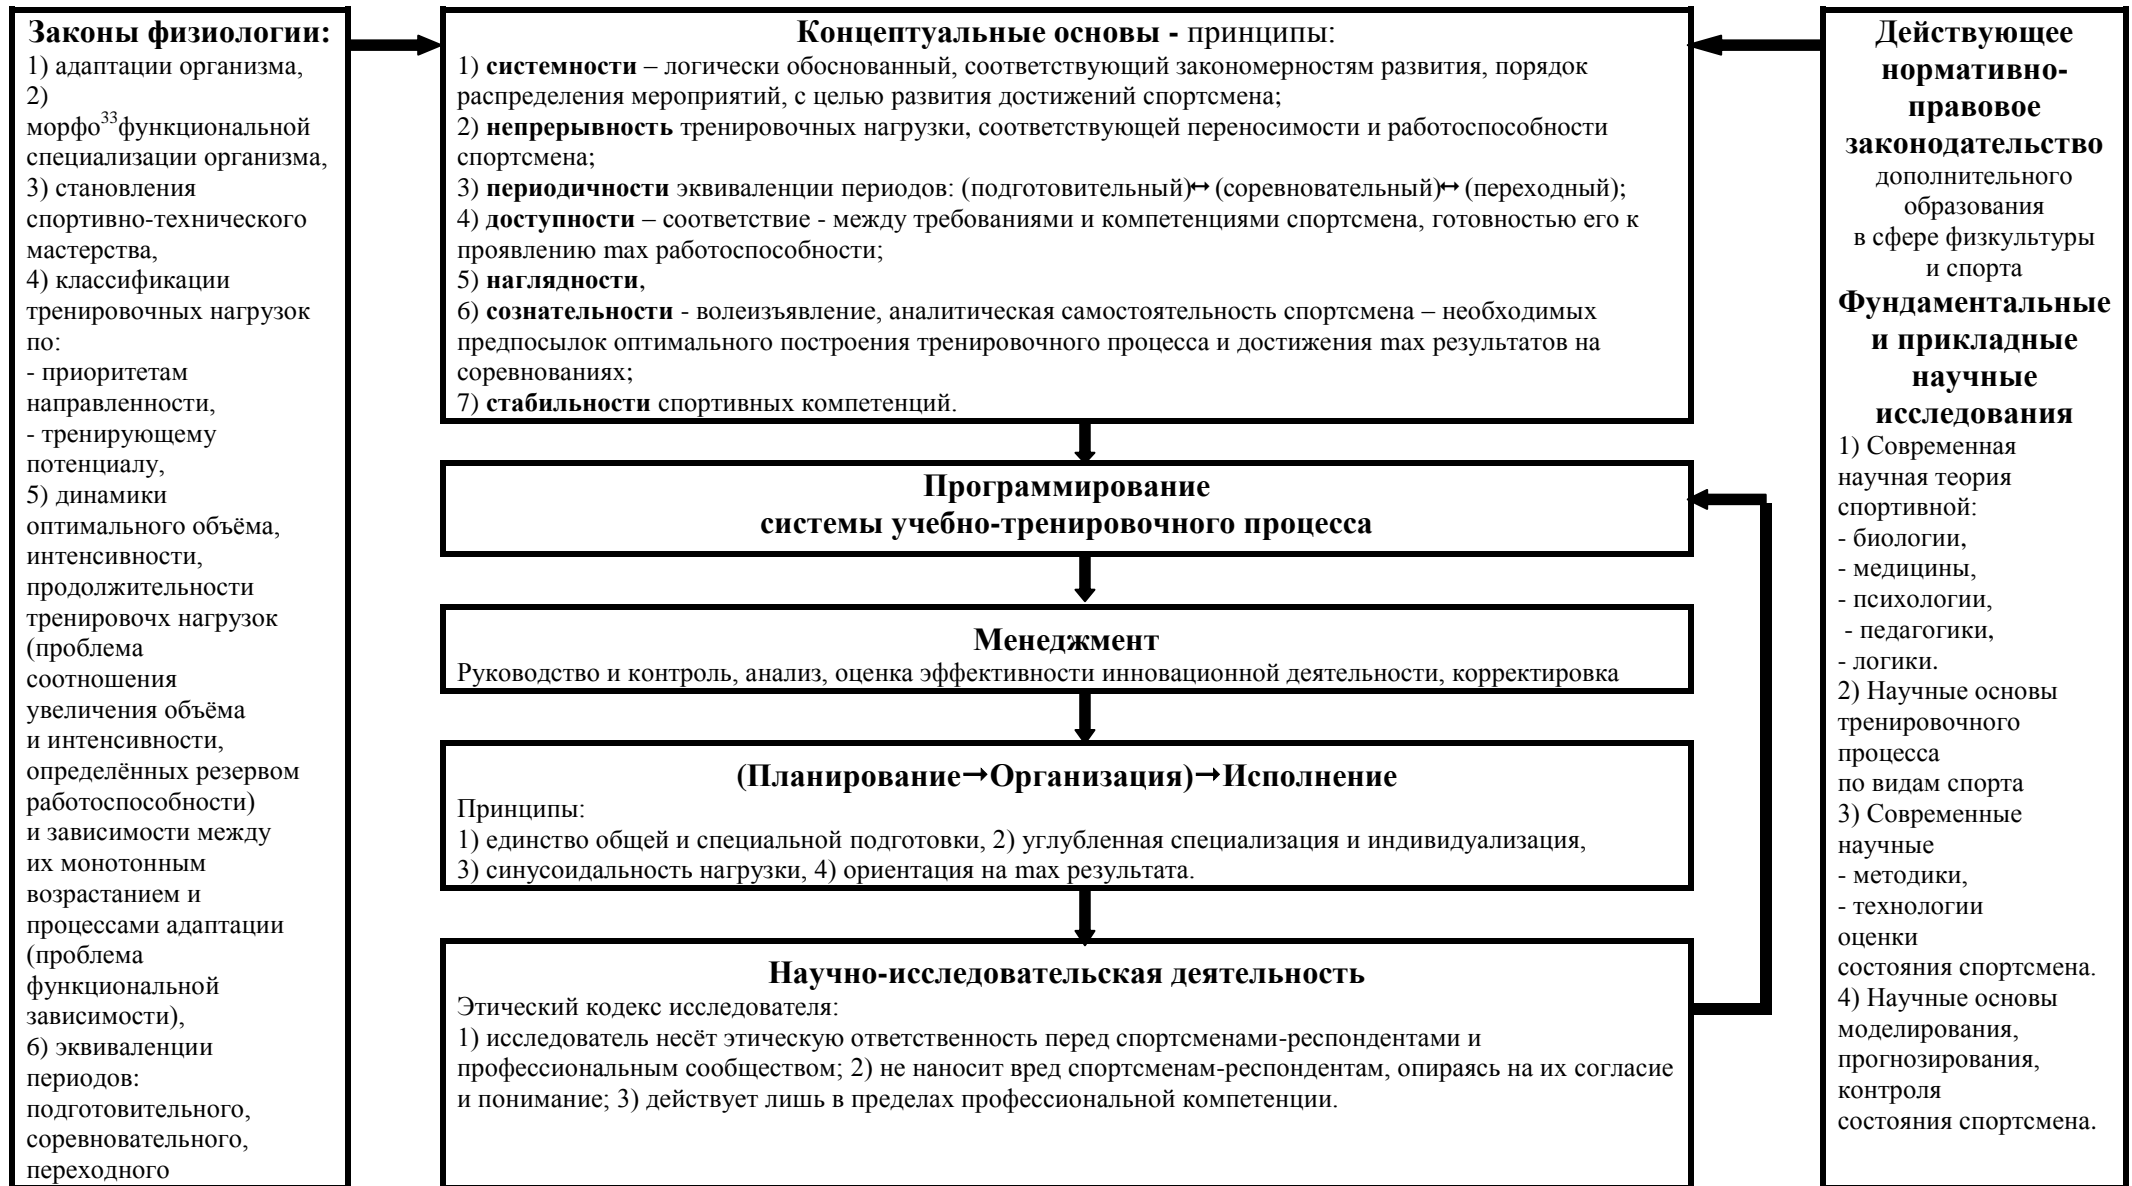 Законы физиологии:
1) адаптации организма,
2)
морфо³³функциональной
специализации организма,
3) становления
спортивно-технического
мастерства,
4) классификации
тренировочных нагрузок
по:
- приоритетам
направленности,
- тренирующему
потенциалу,
5) динамики
оптимального объёма,
интенсивности,
продолжительности
тренировочх нагрузок
(проблема
соотношения
увеличения объёма
и интенсивности,
определённых резервом
работоспособности)
и зависимости между
их монотонным
возрастанием и
процессами адаптации
(проблема
функциональной
зависимости),
6) эквиваленции
периодов:
подготовительного,
соревновательного,
переходного
Концептуальные основы - принципы:
1) системности – логически обоснованный, соответствующий закономерностям развития, порядок
распределения мероприятий, с целью развития достижений спортсмена;
2) непрерывность тренировочных нагрузки, соответствующей переносимости и работоспособности
спортсмена;
3) периодичности эквиваленции периодов: (подготовительный)↔ (соревновательный)↔ (переходный);
4) доступности – соответствие - между требованиями и компетенциями спортсмена, готовностью его к
проявлению max работоспособности;
5) наглядности,
6) сознательности - волеизъявление, аналитическая самостоятельность спортсмена – необходимых
предпосылок оптимального построения тренировочного процесса и достижения max результатов на
соревнованиях;
7) стабильности спортивных компетенций.
Программирование
системы учебно-тренировочного процесса
Менеджмент
Руководство и контроль, анализ, оценка эффективности инновационной деятельности, корректировка
(Планирование→Организация)→Исполнение
Принципы:
1) единство общей и специальной подготовки, 2) углубленная специализация и индивидуализация,
3) синусоидальность нагрузки, 4) ориентация на max результата.
Научно-исследовательская деятельность
Этический кодекс исследователя:
1) исследователь несёт этическую ответственность перед спортсменами-респондентами и
профессиональным сообществом; 2) не наносит вред спортсменам-респондентам, опираясь на их согласие
и понимание; 3) действует лишь в пределах профессиональной компетенции.
Действующее
нормативно-
правовое
законодательство
дополнительного
образования
в сфере физкультуры
и спорта
Фундаментальные
и прикладные
научные
исследования
1) Современная
научная теория
спортивной:
- биологии,
- медицины,
- психологии,
- педагогики,
- логики.
2) Научные основы
тренировочного
процесса
по видам спорта
3) Современные
научные
- методики,
- технологии
оценки
состояния спортсмена.
4) Научные основы
моделирования,
прогнозирования,
контроля
состояния спортсмена.